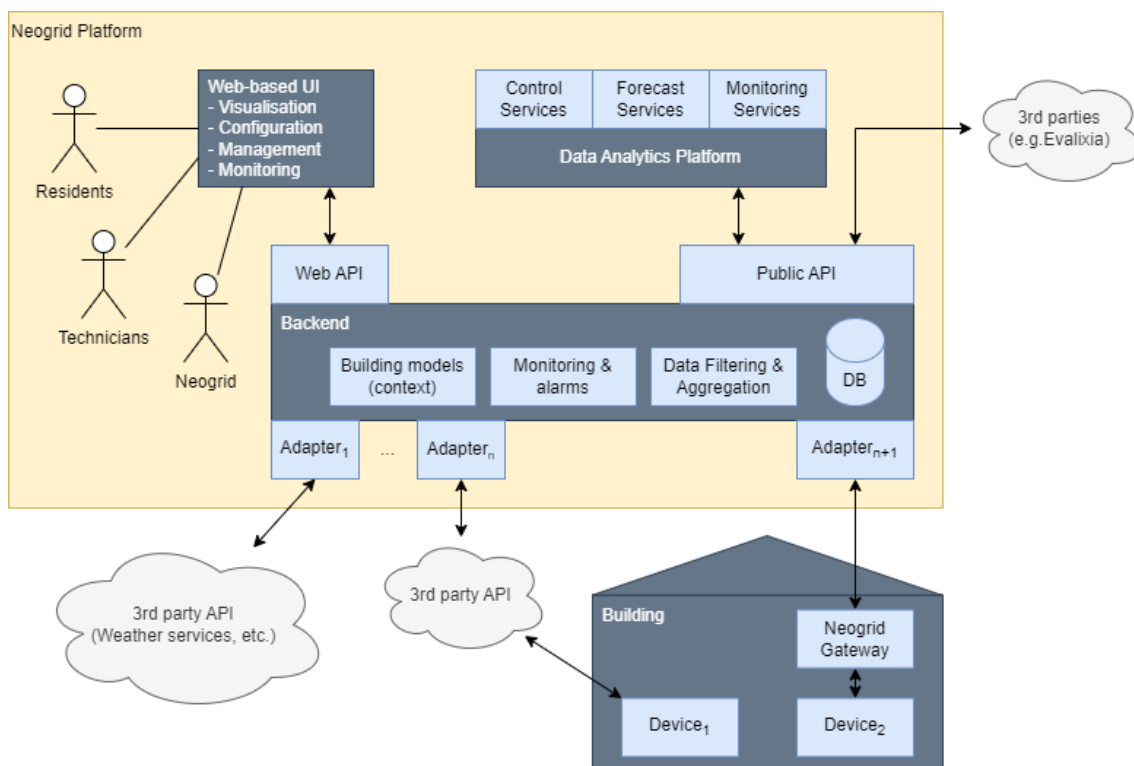 Neogrid Platform
Web-based UI
- Visualisation
- Configuration
- Management
- Monitoring
Control
Services
Forecast
Services
Monitoring
Services
Data Analytics Platform
3rd parties
(e.g.Evalixia)
Residents
Technicians
Neogrid
Web API
Public API
Backend
Building models
(context)
Monitoring &
alarms
Data Filtering &
Aggregation
DB
Adapter1
...
Adaptern
Adaptern+1
3rd party API
(Weather services, etc.)
3rd party API
Building
Neogrid
Gateway
Device1
Device2